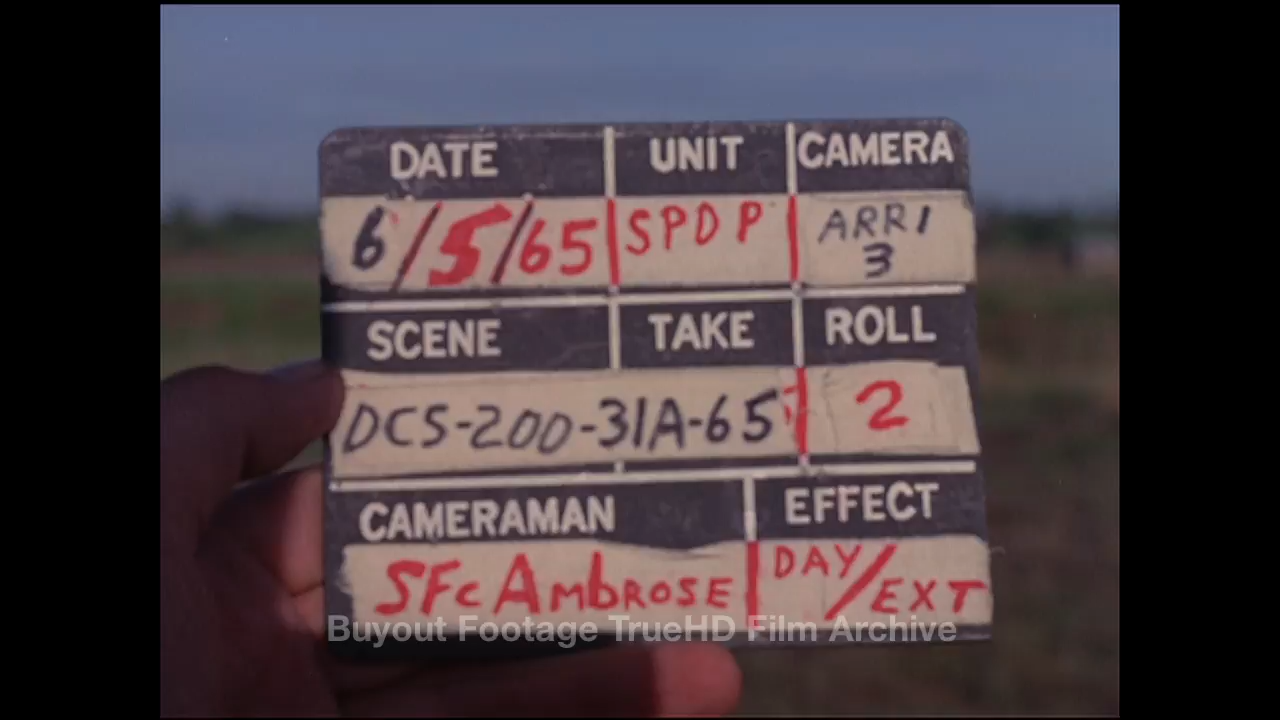 DATE UNIT CAMERA
6/5/65 SPDP ARRI
3
SCENE TAKE ROLL
DCS-200-31A-65 2
CAMERAMAN EFFECT
SFC AMBROSE DAY/EXT
Buyout Footage TrueHD Film Archive